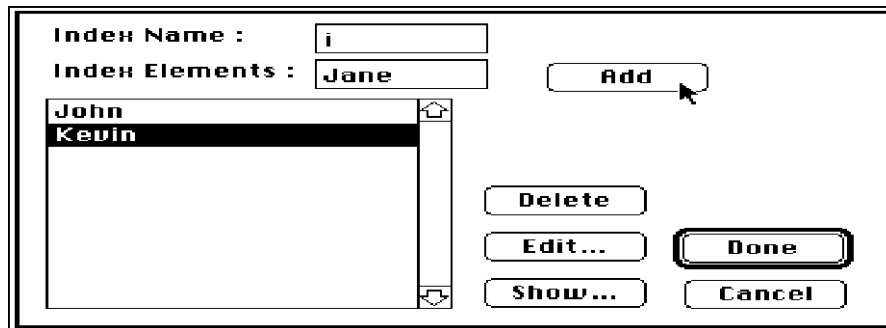 Index Name : i
Index Elements : Jane Add
John
Kevin
Delete
Edit... Done
Show... Cancel